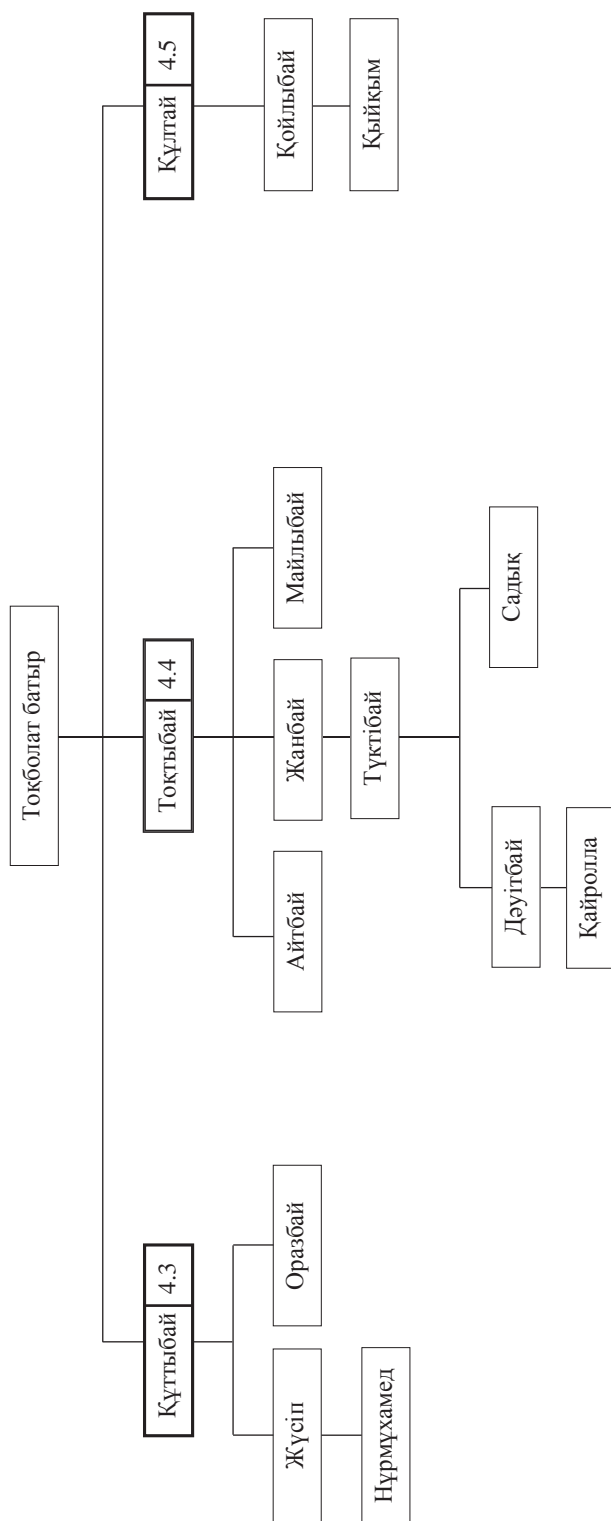 Тоқболат батыр
Құттыбай 4.3
Тоқтыбай 4.4
Құлтай 4.5
Жүсіп
Оразбай
Айтбай
Жанбай
Майлыбай
Қойлыбай
Нұрмұхамед
Түктібай
Қыйқым
Дәуітбай
Садық
Қайролла